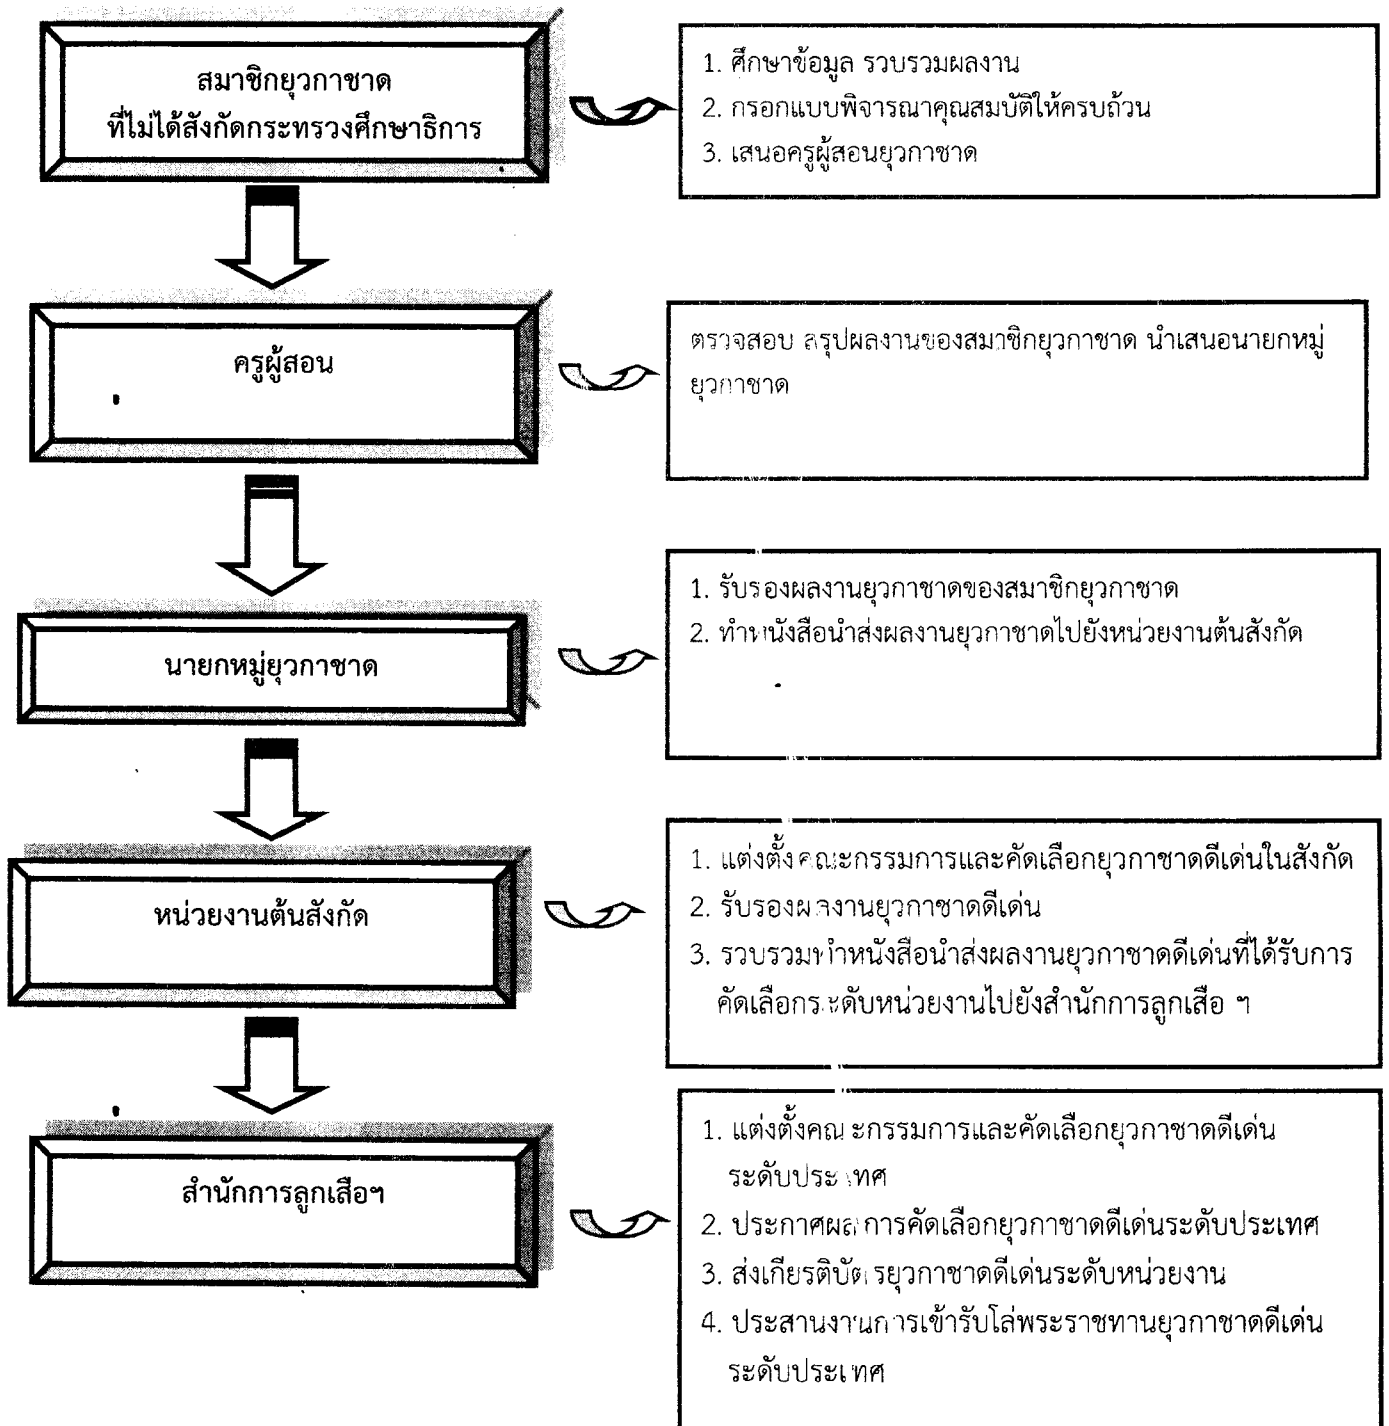 สมาชิกยุวกาชาด
ที่ไม่ได้สังกัดกระทรวงศึกษาธิการ
1. ศึกษาข้อมูล รวบรวมผลงาน
2. กรอกแบบพิจารณาคุณสมบัติให้ครบถ้วน
3. เสนอครูผู้สอนยุวกาชาด
ครูผู้สอน
ตรวจสอบ สรุปผลงานของสมาชิกยุวกาชาด นำเสนอนายกหมู่
ยุวกาชาด
นายกหมู่ยุวกาชาด
1. รับรองผลงานยุวกาชาดของสมาชิกยุวกาชาด
2. ทำหนังสือนำส่งผลงานยุวกาชาดไปยังหน่วยงานต้นสังกัด
หน่วยงานต้นสังกัด
1. แต่งตั้งคณะกรรมการและคัดเลือกยุวกาชาดดีเด่นในสังกัด
2. รับรองผลงานยุวกาชาดดีเด่น
3. รวบรวมทำหนังสือนำส่งผลงานยุวกาชาดดีเด่นที่ได้รับการ
คัดเลือกระดับหน่วยงานไปยังสำนักการลูกเสือ ฯ
สำนักการลูกเสือฯ
1. แต่งตั้งคณะกรรมการและคัดเลือกยุวกาชาดดีเด่น
ระดับประเทศ
2. ประกาศผลการคัดเลือกยุวกาชาดดีเด่นระดับประเทศ
3. ส่งเกียรติบัตรยุวกาชาดดีเด่นระดับหน่วยงาน
4. ประสานงานการเข้ารับโล่พระราชทานยุวกาชาดดีเด่น
ระดับประเทศ